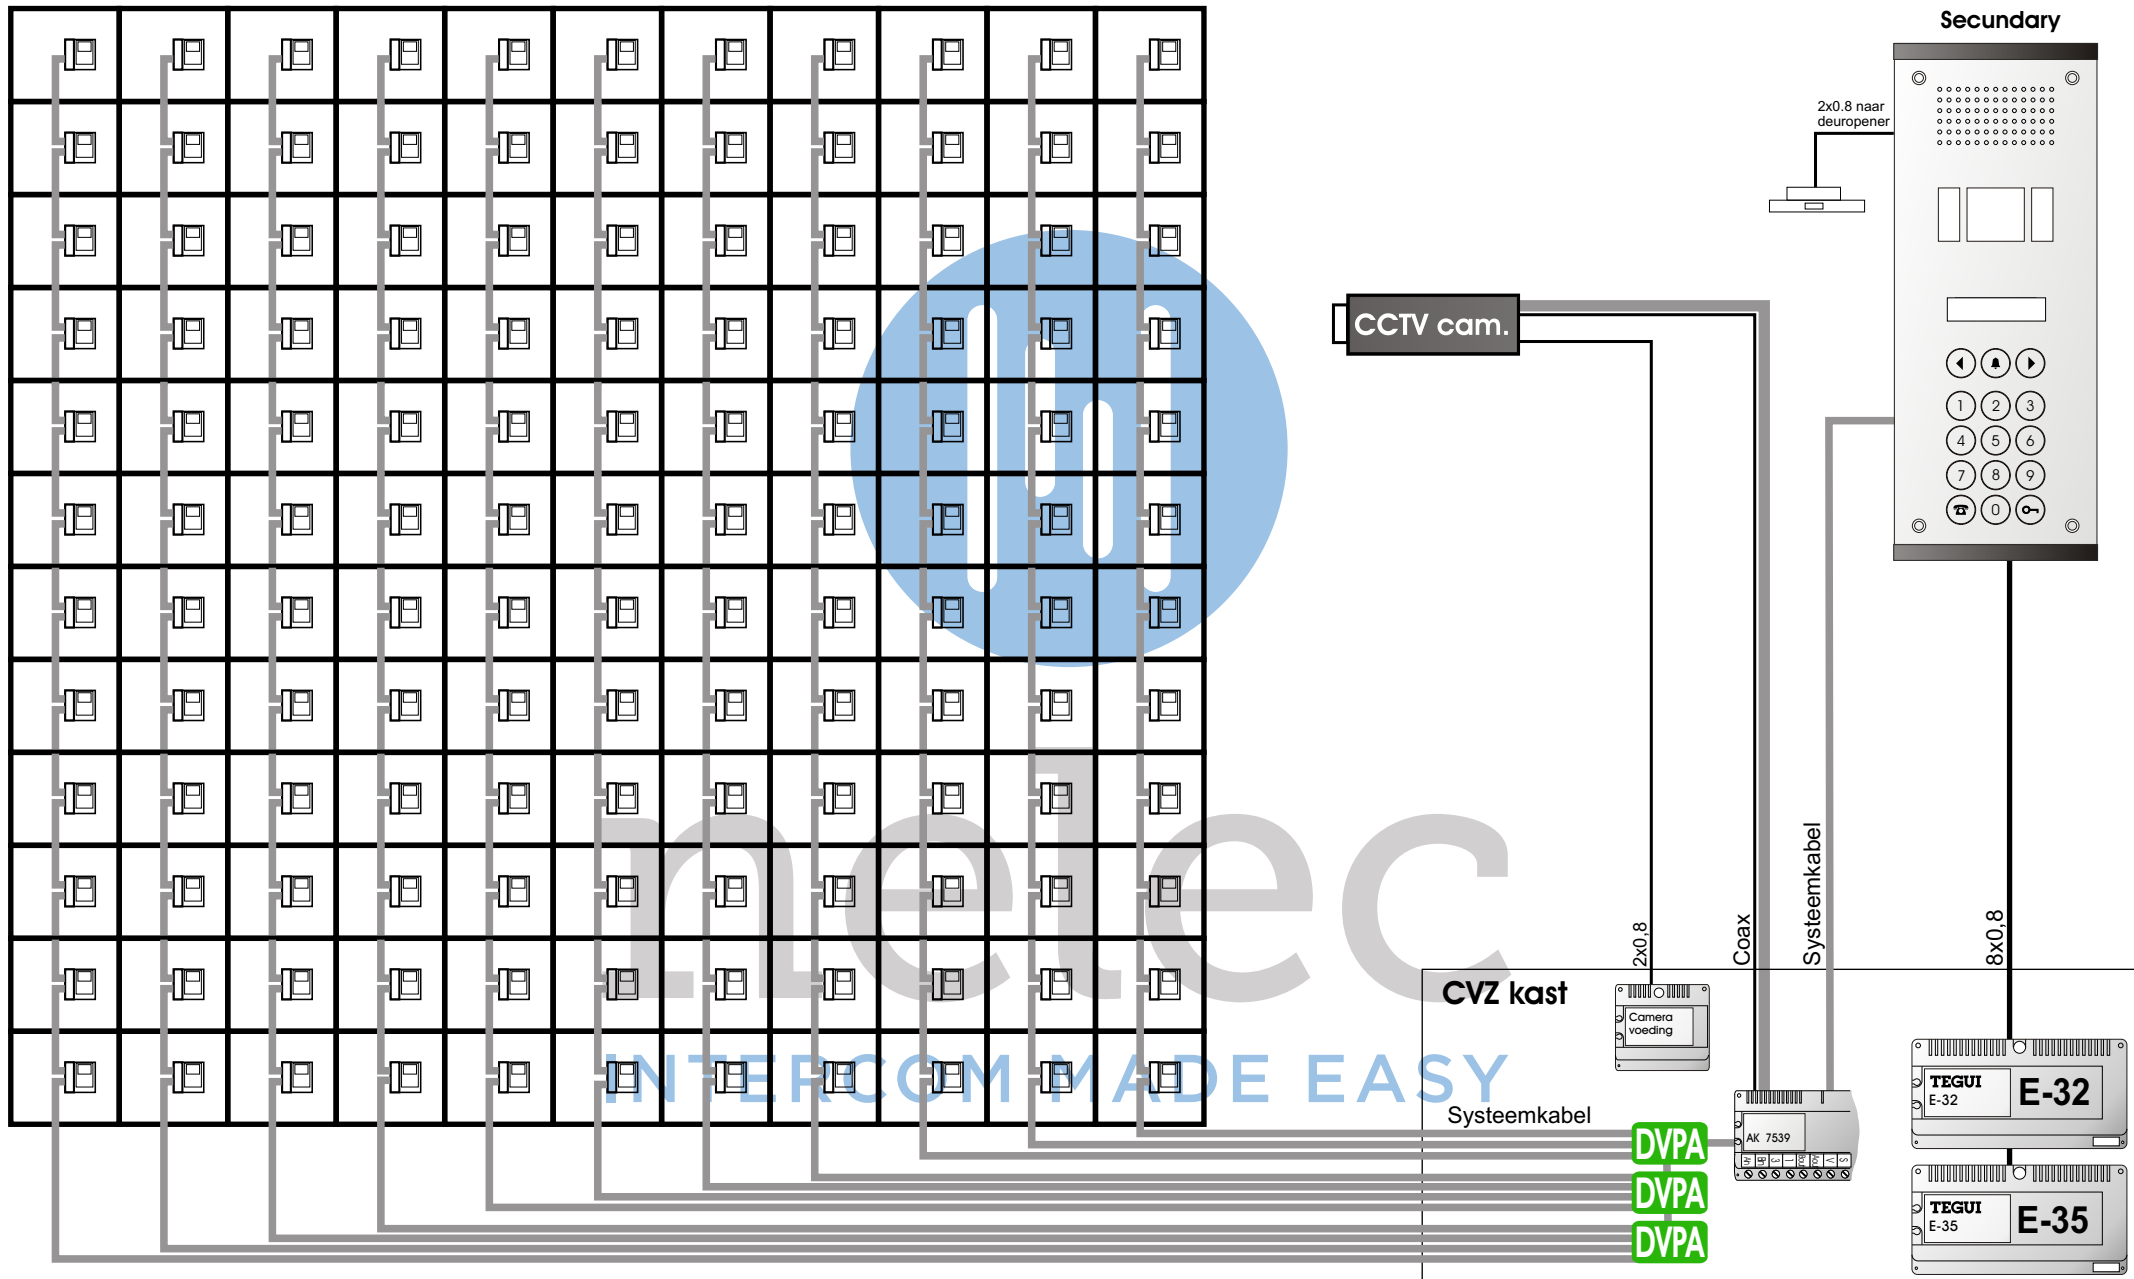 Secundary
2x0.8 naar
deuropener
CCTV cam.
1 2 3
4 5 6
7 8 9
0
nelec
INTERCOM MADE EASY
2x0,8
Coax
Systeemkabel
8x0,8
CVZ kast
Camera
voeding
Systeemkabel
DVPA
DVPA
DVPA
AK 7539
TEGUI
E-32
E-32
TEGUI
E-35
E-35